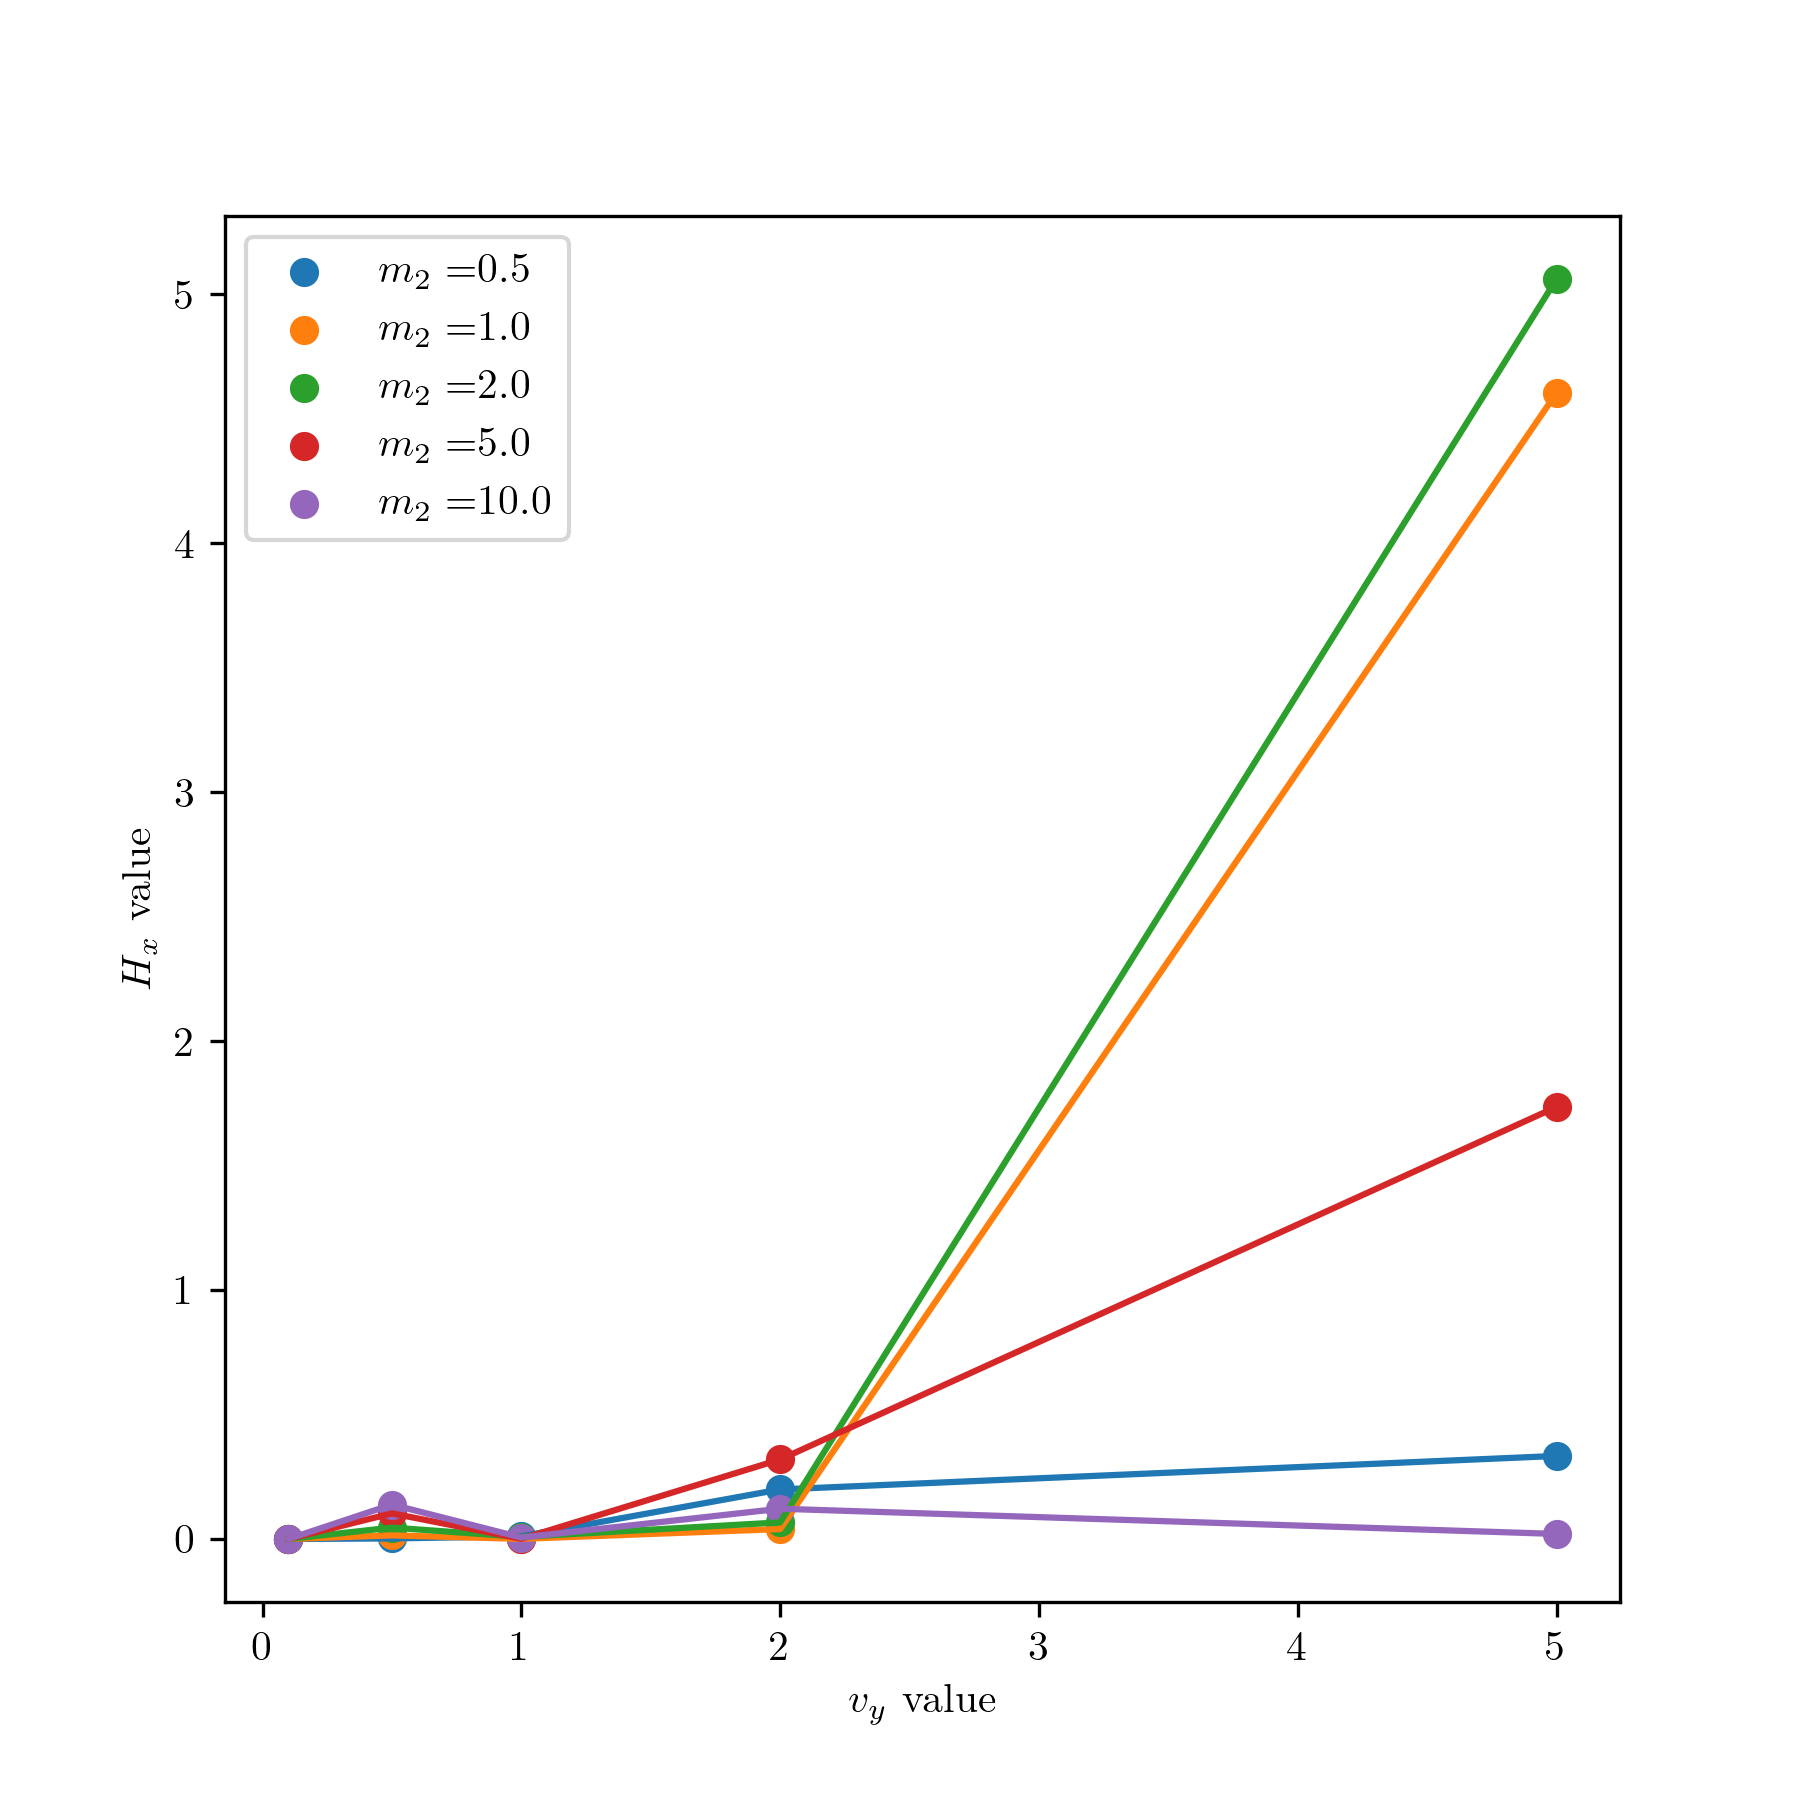 m₂ =0.5
m₂ =1.0
m₂ =2.0
m₂ =5.0
m₂ =10.0
5
4
3
2
1
0
Hₓ value
0 1 2 3 4 5
v_y value